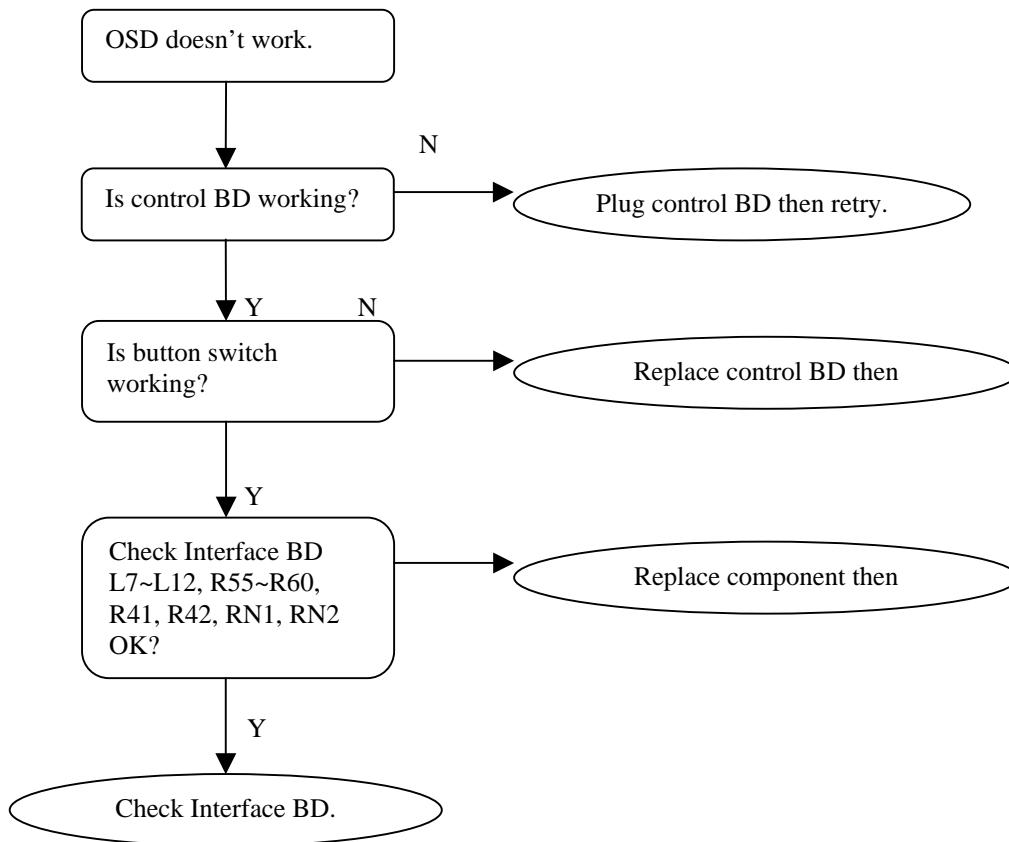 OSD doesn’t work.
N
Is control BD working?
Plug control BD then retry.
Y
N
Is button switch
working?
Replace control BD then
Y
Check Interface BD
L7~L12, R55~R60,
R41, R42, RN1, RN2
OK?
Replace component then
Y
Check Interface BD.